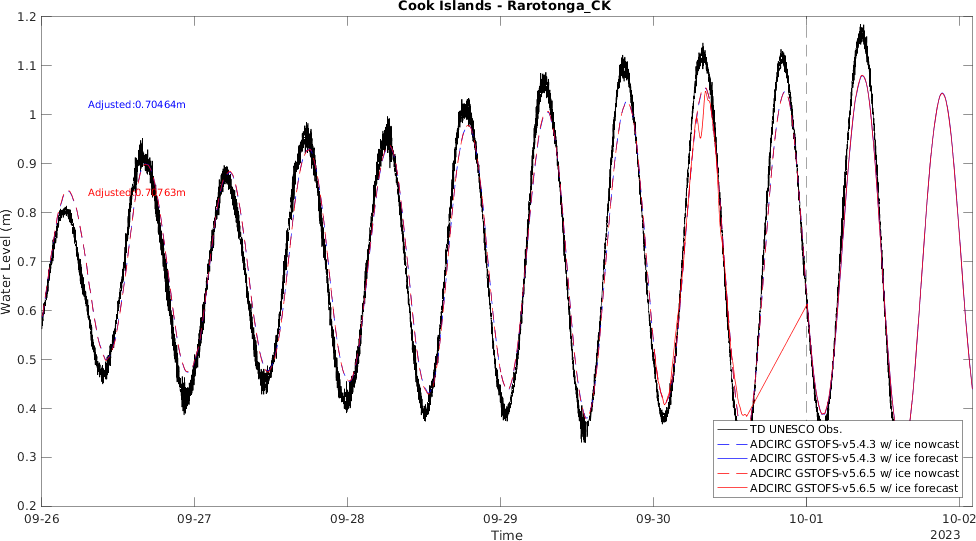 Cook Islands - Rarotonga_CK
1.2
1.1
1
0.9
0.8
0.7
0.6
0.5
0.4
0.3
0.2
Water Level (m)
Adjusted:0.70464m
TD UNESCO Obs.
ADCIRC GSTOFS-v5.4.3 w/ ice nowcast
ADCIRC GSTOFS-v5.4.3 w/ ice forecast
ADCIRC GSTOFS-v5.6.5 w/ ice nowcast
ADCIRC GSTOFS-v5.6.5 w/ ice forecast
09-26
09-27
09-28
09-29
09-30
10-01
10-02
Time
2023